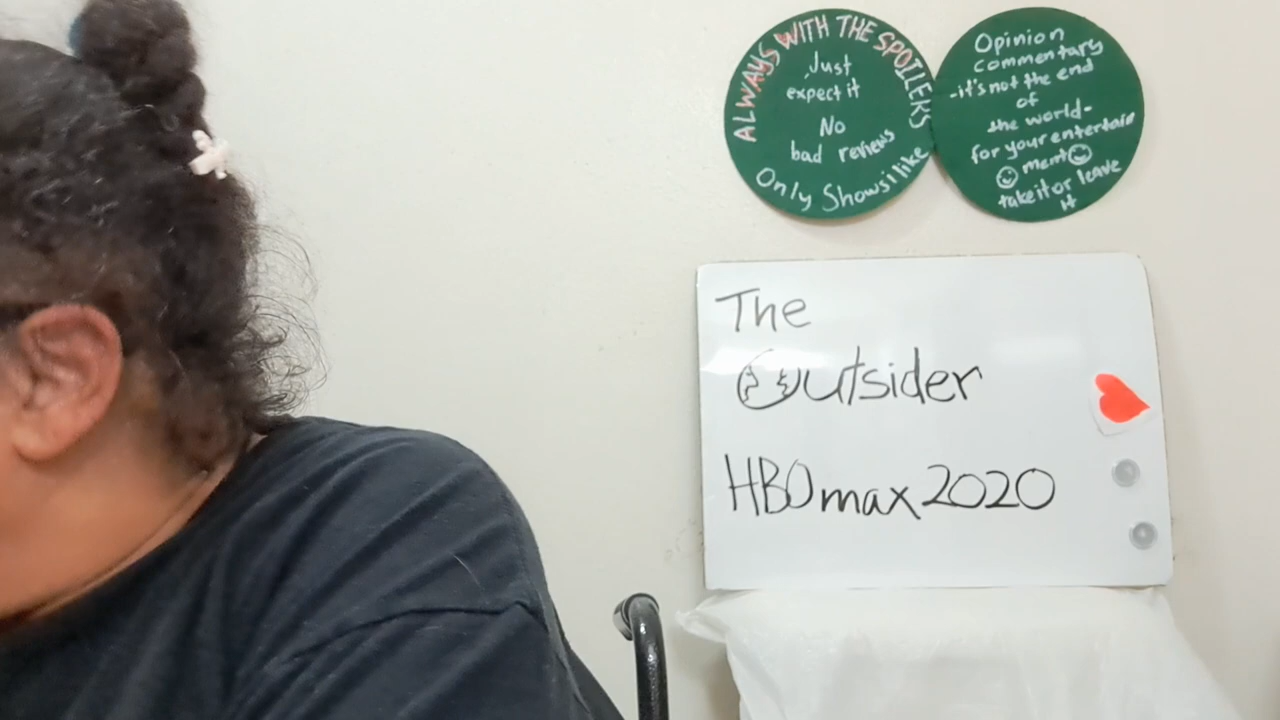 ALWAYS WITH THE SPOILERS
Just
expect it
No
bad reviews
Only Shows i like
Opinion
commentary
-it's not the end
of
the world-
for your entertain
ment
take it or leave
it
The
Outsider
HBOmax2020